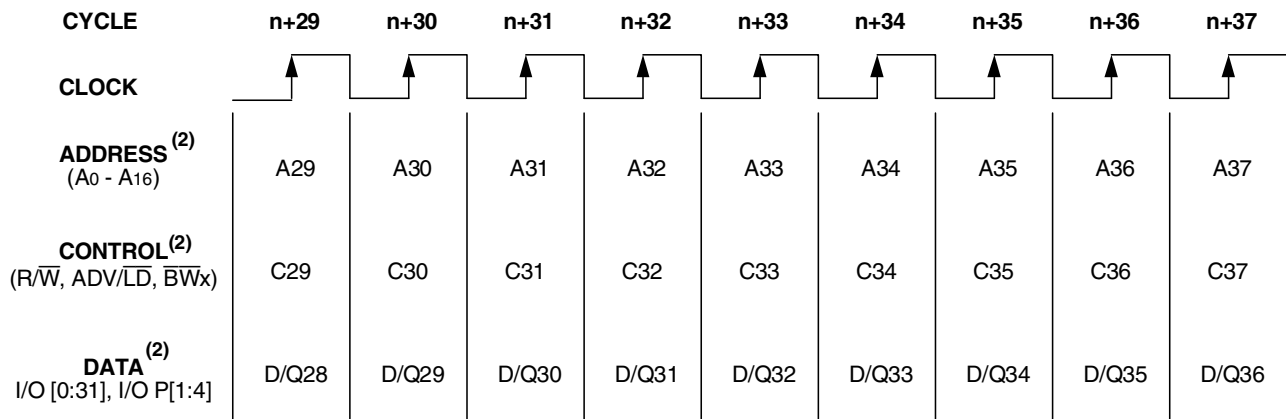 CYCLE n+29 n+30 n+31 n+32 n+33 n+34 n+35 n+36 n+37
CLOCK
ADDRESS (2)
(A0 - A16) A29 A30 A31 A32 A33 A34 A35 A36 A37
CONTROL(2)
(R/W̅, ADV/L̅D̅, B̅W̅x) C29 C30 C31 C32 C33 C34 C35 C36 C37
DATA (2)
I/O [0:31], I/O P[1:4] D/Q28 D/Q29 D/Q30 D/Q31 D/Q32 D/Q33 D/Q34 D/Q35 D/Q36